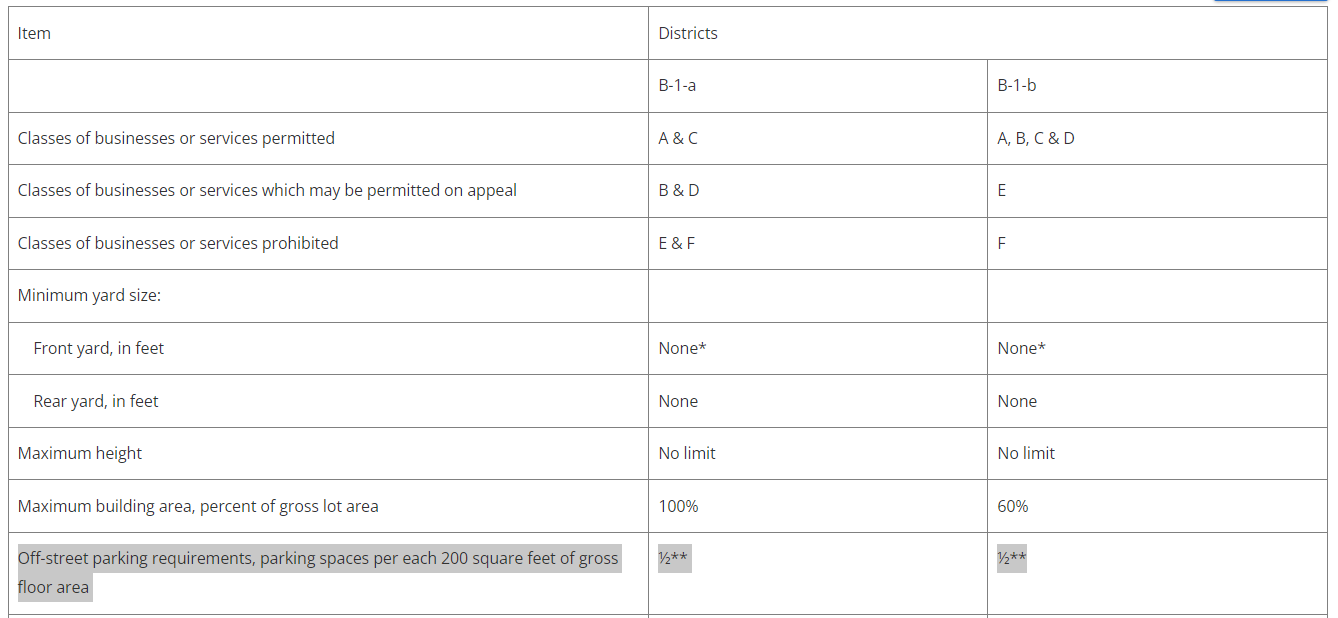 Item Districts
B-1-a B-1-b
Classes of businesses or services permitted A & C A, B, C & D
Classes of businesses or services which may be permitted on appeal B & D E
Classes of businesses or services prohibited E & F F
Minimum yard size:
Front yard, in feet None* None*
Rear yard, in feet None None
Maximum height No limit No limit
Maximum building area, percent of gross lot area 100% 60%
Off-street parking requirements, parking spaces per each 200 square feet of gross ½** ½**
floor area